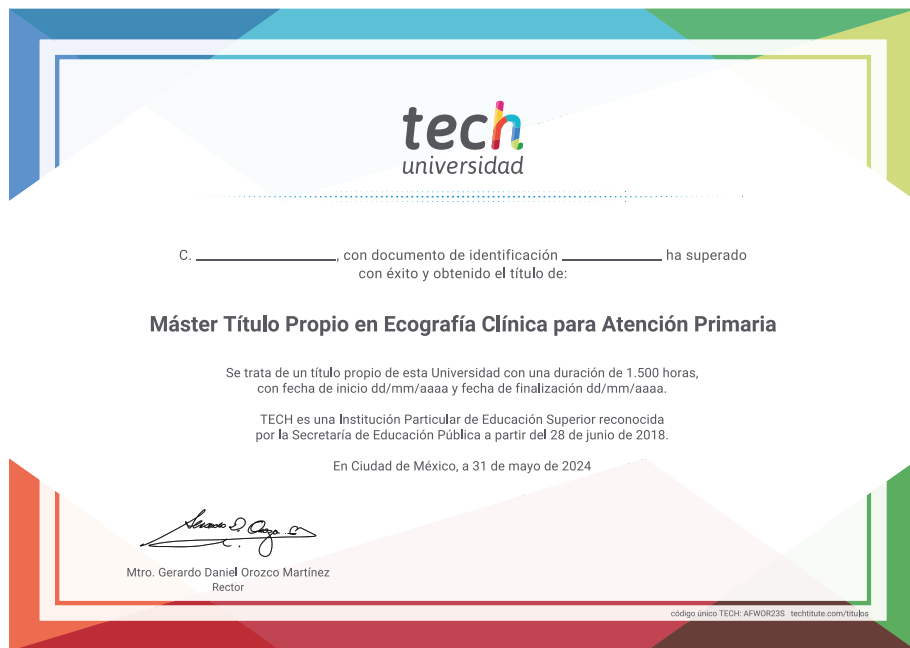 tech
universidad
C. ________________, con documento de identificación ____________ ha superado
con éxito y obtenido el título de:
Máster Título Propio en Ecografía Clínica para Atención Primaria
Se trata de un título propio de esta Universidad con una duración de 1.500 horas,
con fecha de inicio dd/mm/aaaa y fecha de finalización dd/mm/aaaa.
TECH es una Institución Particular de Educación Superior reconocida
por la Secretaría de Educación Pública a partir del 28 de junio de 2018.
En Ciudad de México, a 31 de mayo de 2024
Mtro. Gerardo Daniel Orozco Martínez
Rector
código único TECH: AFWOR23S techtitute.com/titulos